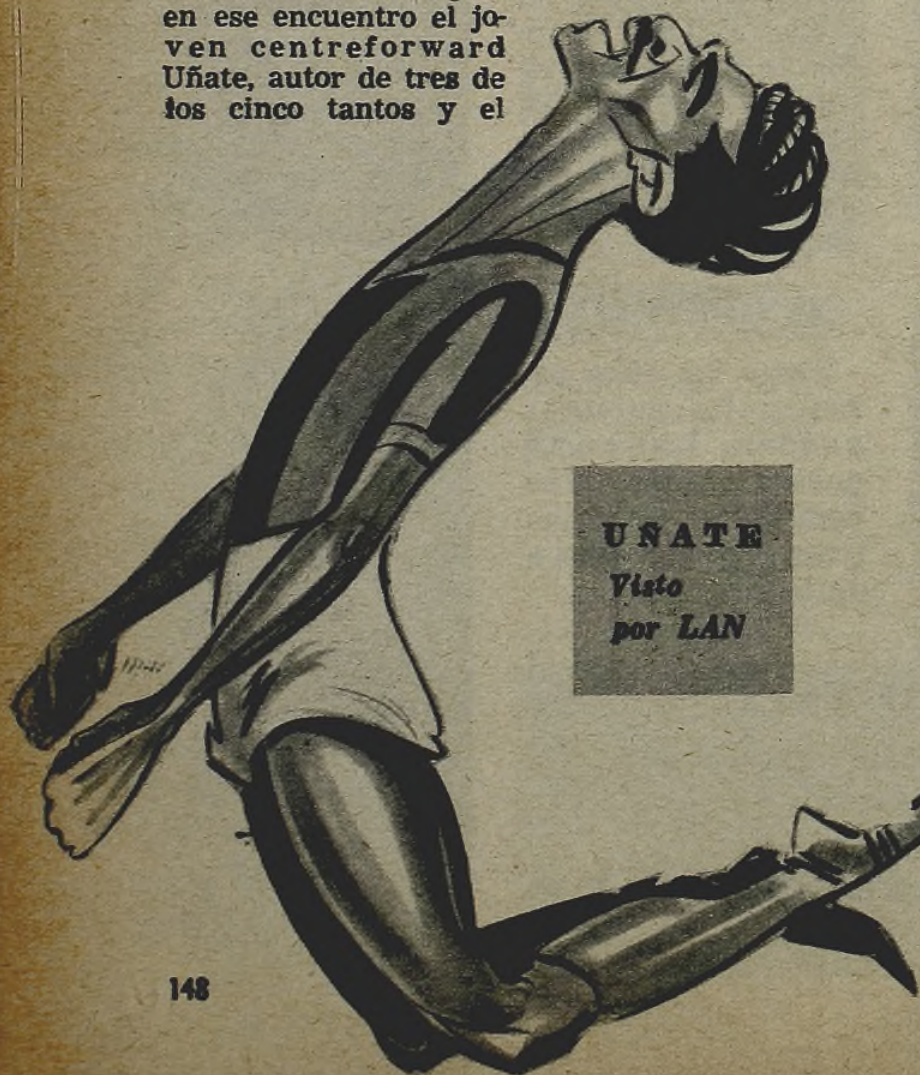 en ese encuentro el jo-
ven centreforward
Uñate, autor de tres de
los cinco tantos y el
UÑATE
Visto
por LAN
148